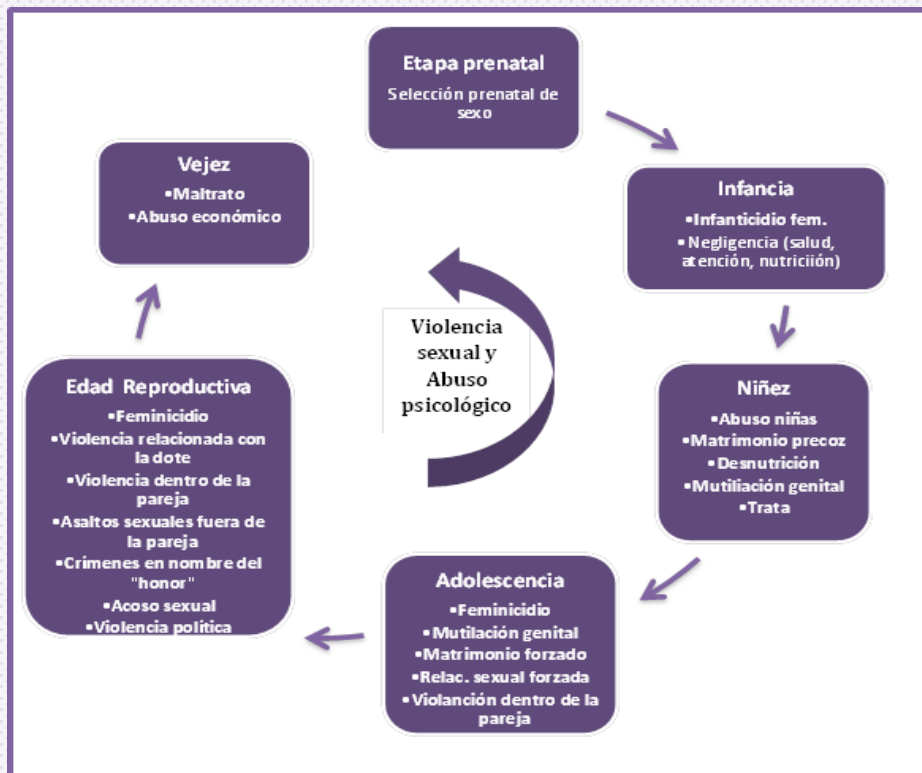 Etapa prenatal
Selección prenatal de
sexo
Infancia
•Infanticidio fem.
•Negligencia (salud,
atención, nutriciión)
Niñez
•Abuso niñas
•Matrimonio precoz
•Desnutrición
•Mutiliación genital
•Trata
Adolescencia
•Feminicidio
•Mutilación genital
•Matrimonio forzado
•Relac. sexual forzada
•Violanción dentro de la
pareja
Edad Reproductiva
•Feminicidio
•Violencia relacionada con
la dote
•Violencia dentro de la
pareja
•Asaltos sexuales fuera de
la pareja
•Crímenes en nombre del
"honor"
•Acoso sexual
•Violencia política
Vejez
•Maltrato
•Abuso económico
Violencia
sexual y
Abuso
psicológico